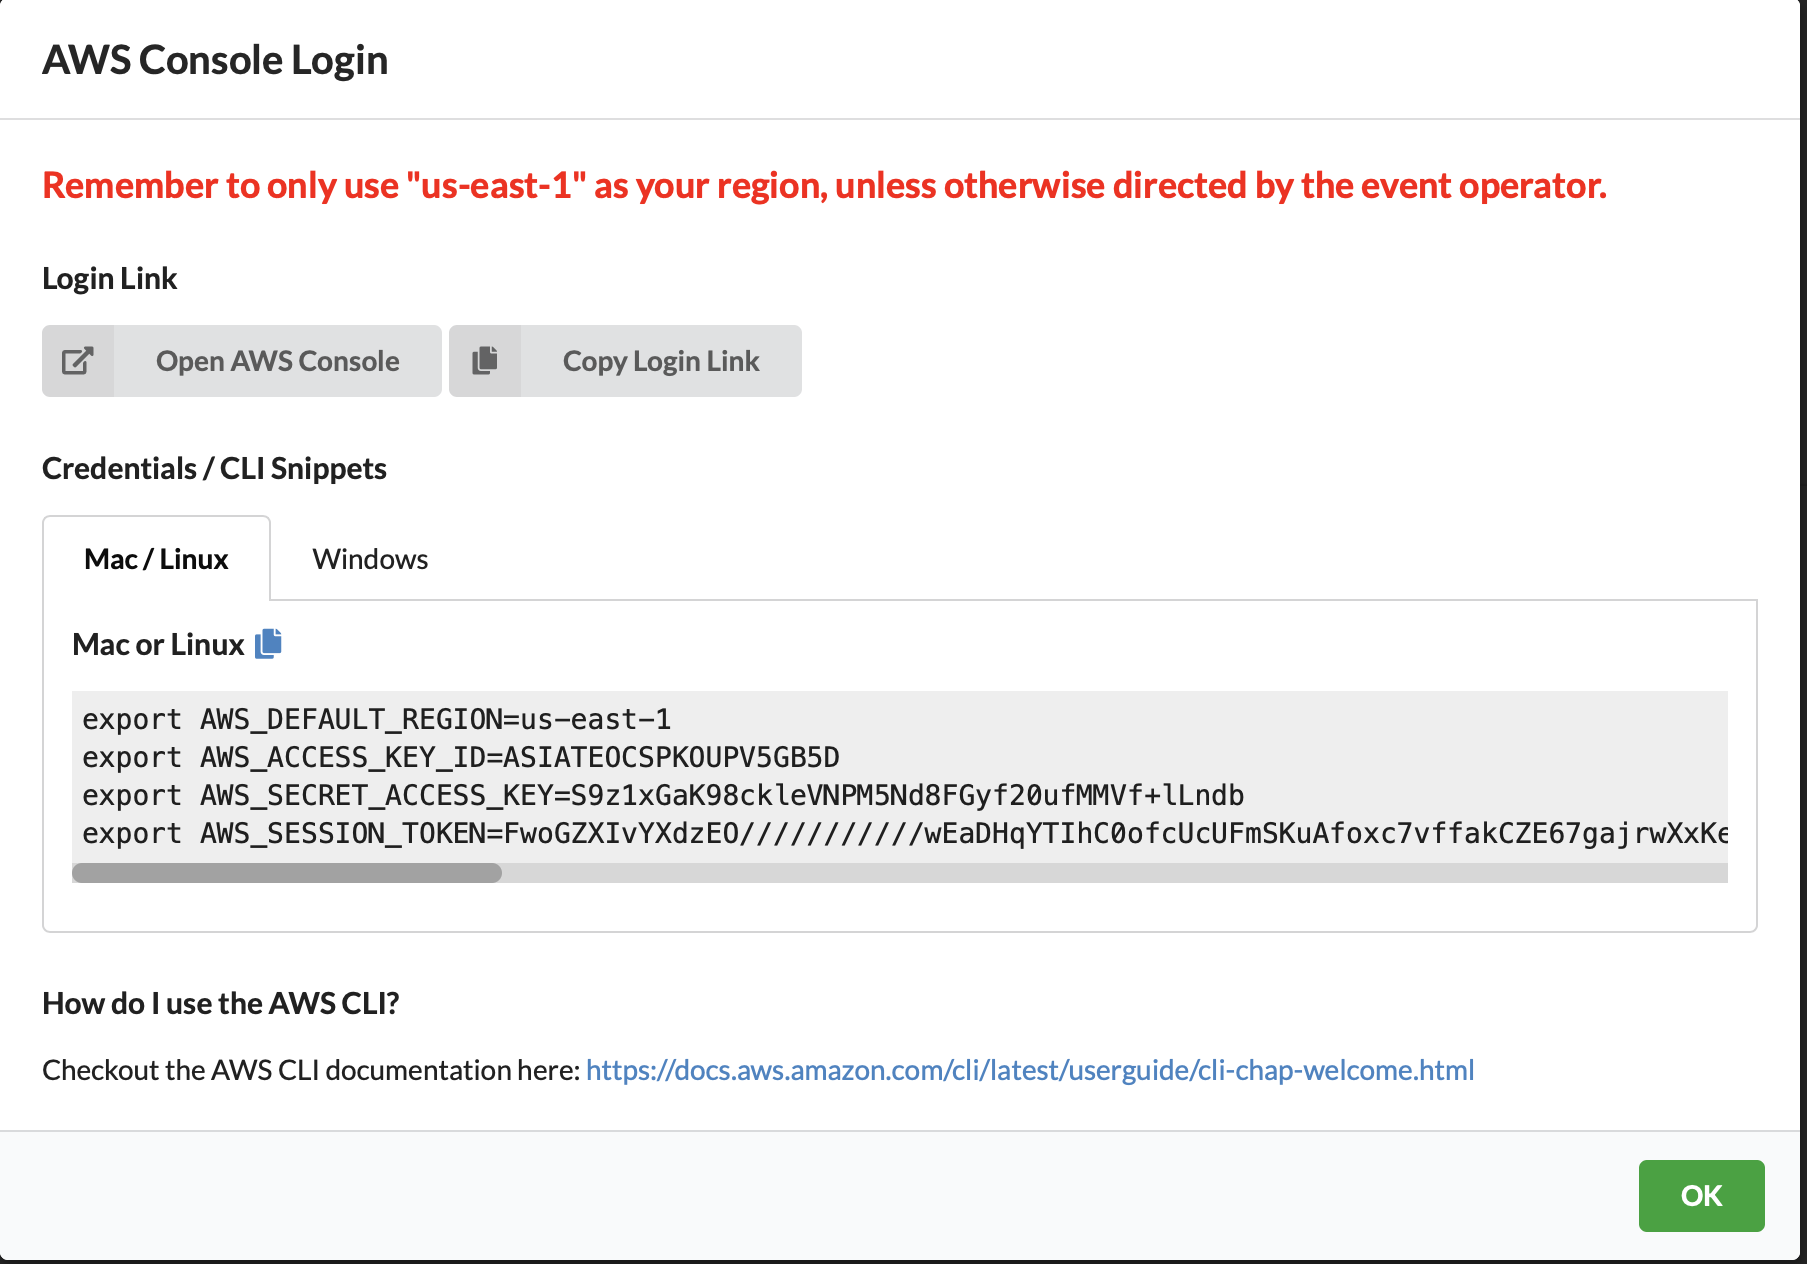 AWS Console Login
Remember to only use "us-east-1" as your region, unless otherwise directed by the event operator.
Login Link
Open AWS Console
Copy Login Link
Credentials / CLI Snippets
Mac / Linux
Windows
Mac or Linux
export AWS_DEFAULT_REGION=us-east-1
export AWS_ACCESS_KEY_ID=ASIATEOCSPKOUPV5GB5D
export AWS_SECRET_ACCESS_KEY=S9z1xGaK98ckleVNPM5Nd8FGyf20ufMMVf+lLndb
export AWS_SESSION_TOKEN=FwoGZXIvYXdzEO///////////wEaDHqYTIhC0ofcUcUFmSKuAfoxc7vffakCZE67gajrwXxKe
How do I use the AWS CLI?
Checkout the AWS CLI documentation here: https://docs.aws.amazon.com/cli/latest/userguide/cli-chap-welcome.html
OK